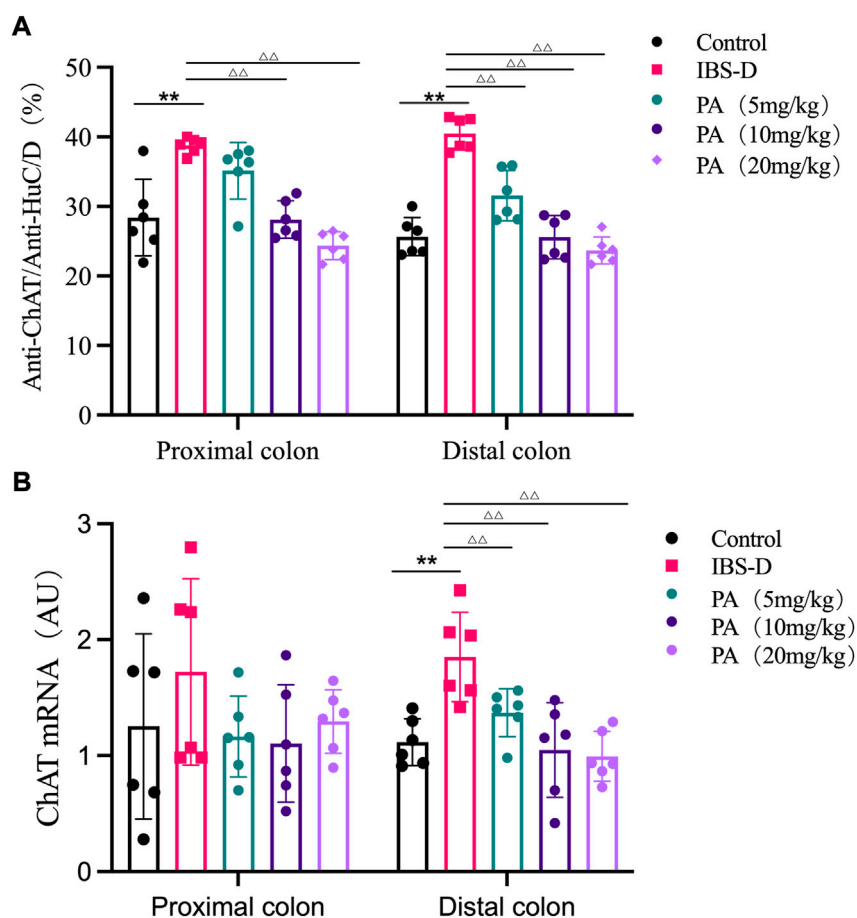 A
Anti-ChAT/Anti-HuC/D（%）
50
40
30
20
10
0
**
△△
△△
**
△△
△△
△△
Proximal colon
Distal colon
Control
IBS-D
PA（5mg/kg）
PA（10mg/kg）
PA（20mg/kg）
B
ChAT mRNA（AU）
3
2
1
0
**
△△
△△
△△
Proximal colon
Distal colon
Control
IBS-D
PA（5mg/kg）
PA（10mg/kg）
PA（20mg/kg）